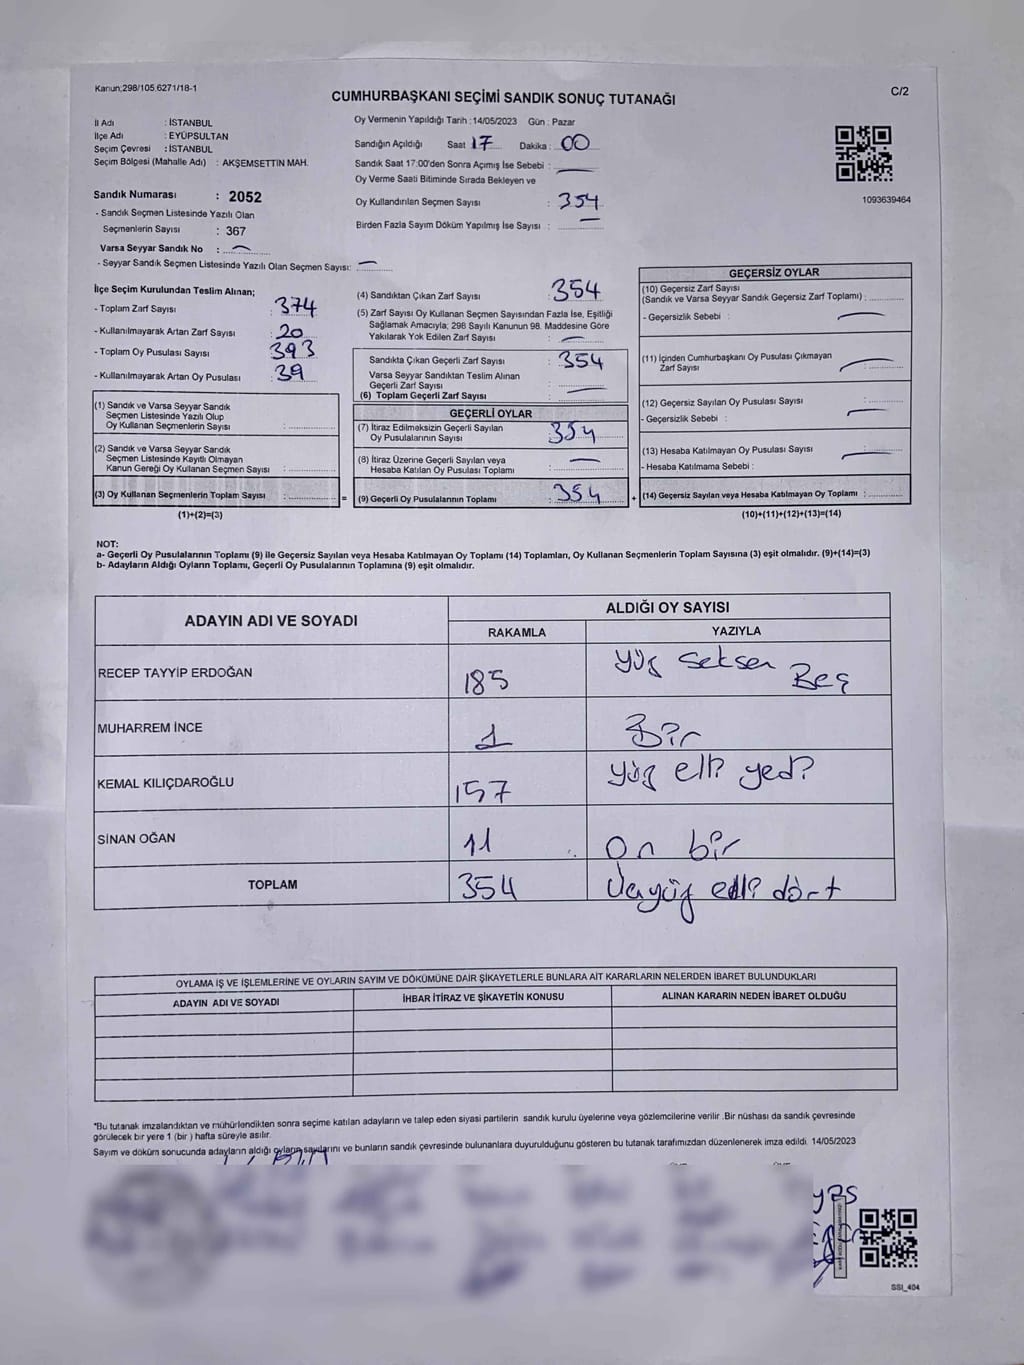 Kanun;298/105,6271/18-1
CUMHURBAŞKANI SEÇİMİ SANDIK SONUÇ TUTANAĞI
C/2
İl Adı : İSTANBUL
İlçe Adı : EYÜPSULTAN
Seçim Çevresi : İSTANBUL
Seçim Bölgesi (Mahalle Adı) : AKŞEMSETTİN MAH.
Sandık Numarası : 2052
- Sandık Seçmen Listesinde Yazılı Olan
Seçmenlerin Sayısı : 367
Varsa Seyyar Sandık No :
- Seyyar Sandık Seçmen Listesinde Yazılı Olan Seçmen Sayısı:
Oy Vermenin Yapıldığı Tarih : 14/05/2023 Gün : Pazar
Sandığın Açıldığı Saat 17 Dakika : 00
Sandık Saat 17:00'den Sonra Açımış İse Sebebi :
Oy Verme Saati Bitiminde Sırada Bekleyen ve
Oy Kullandırılan Seçmen Sayısı : 354
Birden Fazla Sayım Döküm Yapılmış İse Sayısı :
1093639464
İlçe Seçim Kurulundan Teslim Alınan;
- Toplam Zarf Sayısı : 374
- Kullanılmayarak Artan Zarf Sayısı : 20
- Toplam Oy Pusulası Sayısı : 393
- Kullanılmayarak Artan Oy Pusulası : 39
(1) Sandık ve Varsa Seyyar Sandık
Seçmen Listesinde Yazılı Olup
Oy Kullanan Seçmenlerin Sayısı :
(2) Sandık ve Varsa Seyyar Sandık
Seçmen Listesinde Kayıtlı Olmayan
Kanun Gereği Oy Kullanan Seçmen Sayısı :
(3) Oy Kullanan Seçmenlerin Toplam Sayısı : =
(1)+(2)=(3)
(4) Sandıktan Çıkan Zarf Sayısı : 354
(5) Zarf Sayısı Oy Kullanan Seçmen Sayısından Fazla İse, Eşitliği
Sağlamak Amacıyla; 298 Sayılı Kanunun 98. Maddesine Göre
Yakılarak Yok Edilen Zarf Sayısı :
Sandıkta Çıkan Geçerli Zarf Sayısı : 354
Varsa Seyyar Sandıktan Teslim Alınan
Geçerli Zarf Sayısı :
(6) Toplam Geçerli Zarf Sayısı :
GEÇERLİ OYLAR
(7) İtiraz Edilmeksizin Geçerli Sayılan
Oy Pusulalarının Sayısı : 354
(8) İtiraz Üzerine Geçerli Sayılan veya
Hesaba Katılan Oy Pusulası Toplamı :
(9) Geçerli Oy Pusulalarının Toplamı : 354 +
GEÇERSİZ OYLAR
(10) Geçersiz Zarf Sayısı
(Sandık ve Varsa Seyyar Sandık Geçersiz Zarf Toplamı) :
- Geçersizlik Sebebi :
(11) İçinden Cumhurbaşkanı Oy Pusulası Çıkmayan
Zarf Sayısı :
(12) Geçersiz Sayılan Oy Pusulası Sayısı :
- Geçersizlik Sebebi :
(13) Hesaba Katılmayan Oy Pusulası Sayısı :
- Hesaba Katılmama Sebebi :
(14) Geçersiz Sayılan veya Hesaba Katılmayan Oy Toplamı :
(10)+(11)+(12)+(13)=(14)
NOT:
a- Geçerli Oy Pusulalarının Toplamı (9) ile Geçersiz Sayılan veya Hesaba Katılmayan Oy Toplamı (14) Toplamları, Oy Kullanan Seçmenlerin Toplam Sayısına (3) eşit olmalıdır. (9)+(14)=(3)
b- Adayların Aldığı Oyların Toplamı, Geçerli Oy Pusulalarının Toplamına (9) eşit olmalıdır.
ADAYIN ADI VE SOYADI ALDIĞI OY SAYISI
RAKAMLA YAZIYLA
RECEP TAYYİP ERDOĞAN 185 Yüz seksen Beş
MUHARREM İNCE 1 Bir
KEMAL KILIÇDAROĞLU 157 Yüz elli yedi
SİNAN OĞAN 11 On bir
TOPLAM 354 Üçyüz elli dört
OYLAMA İŞ VE İŞLEMLERİNE VE OYLARIN SAYIM VE DÖKÜMÜNE DAİR ŞİKAYETLERLE BUNLARA AİT KARARLARIN NELERDEN İBARET BULUNDUKLARI
ADAYIN ADI VE SOYADI İHBAR İTİRAZ VE ŞİKAYETİN KONUSU ALINAN KARARIN NEDEN İBARET OLDUĞU
*Bu tutanak imzalandıktan ve mühürlendikten sonra seçime katılan adayların ve talep eden siyasi partilerin sandık kurulu üyelerine veya gözlemcilerine verilir .Bir nüshası da sandık çevresinde
görülecek bir yere 1 (bir ) hafta süreyle asılır.
Sayım ve döküm sonucunda adayların aldığı oyların sayılarını ve bunların sandık çevresinde bulunanlara duyurulduğunu gösteren bu tutanak tarafımızdan düzenlenerek imza edildi. 14/05/2023
SSI_404